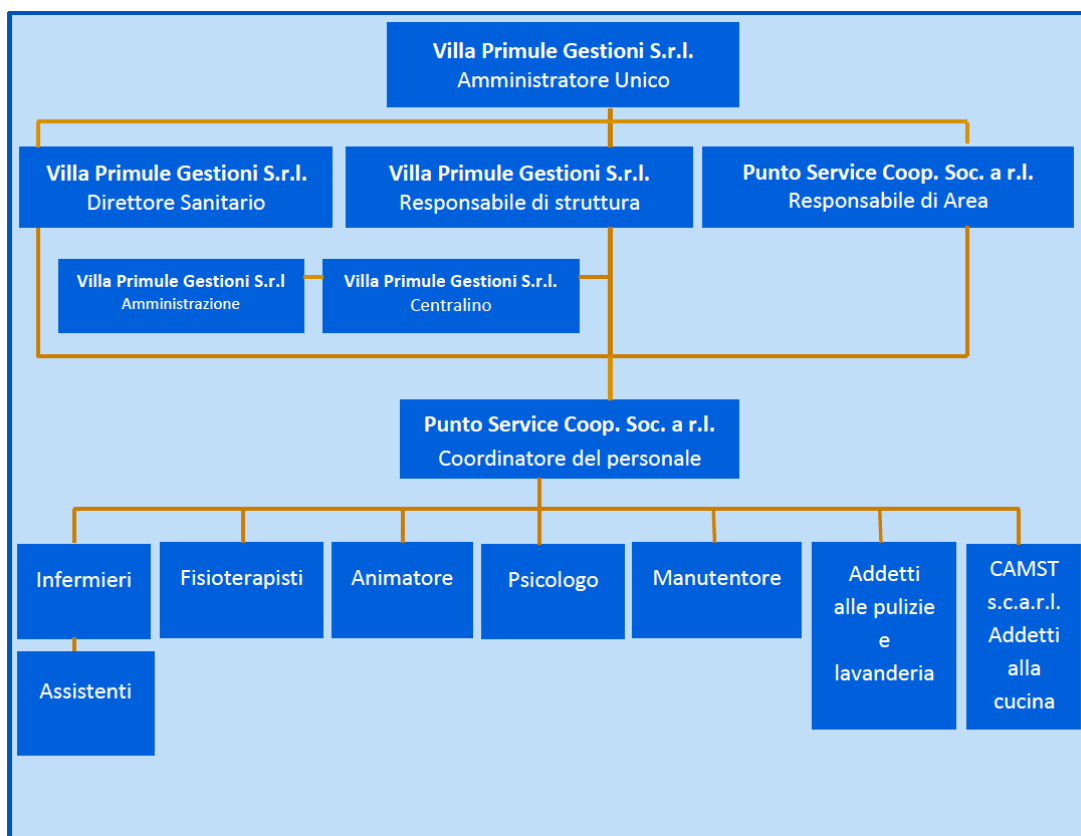 Villa Primule Gestioni S.r.l.
Amministratore Unico
Villa Primule Gestioni S.r.l.
Direttore Sanitario
Villa Primule Gestioni S.r.l.
Responsabile di struttura
Punto Service Coop. Soc. a r.l.
Responsabile di Area
Villa Primule Gestioni S.r.l
Amministrazione
Villa Primule Gestioni S.r.l.
Centralino
Punto Service Coop. Soc. a r.l.
Coordinatore del personale
Infermieri
Fisioterapisti
Animatore
Psicologo
Manutentore
Addetti
alle pulizie
e
lavanderia
CAMST
s.c.a.r.l.
Addetti
alla
cucina
Assistenti